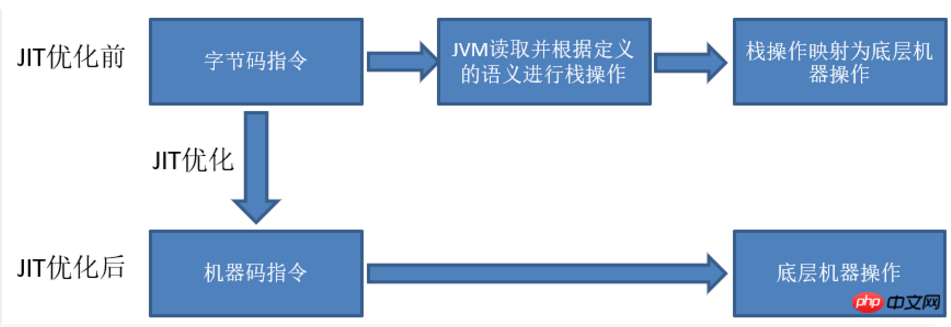 JIT优化前
字节码指令
JVM读取并根据定义
的语义进行栈操作
栈操作映射为底层机
器操作
JIT优化
JIT优化后
机器码指令
底层机器操作
php 中文网